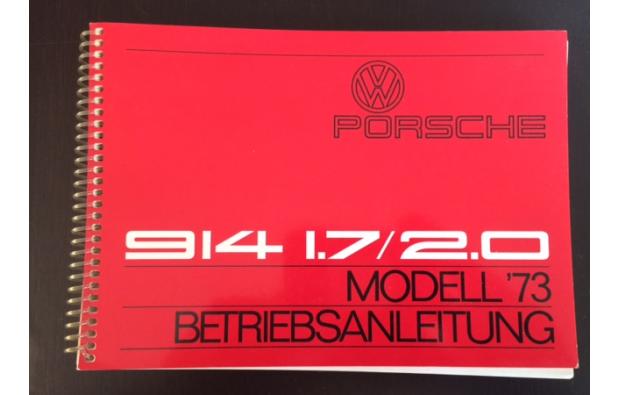 VW
PORSCHE
914 1.7/2.0
MODELL '73
BETRIEBSANLEITUNG